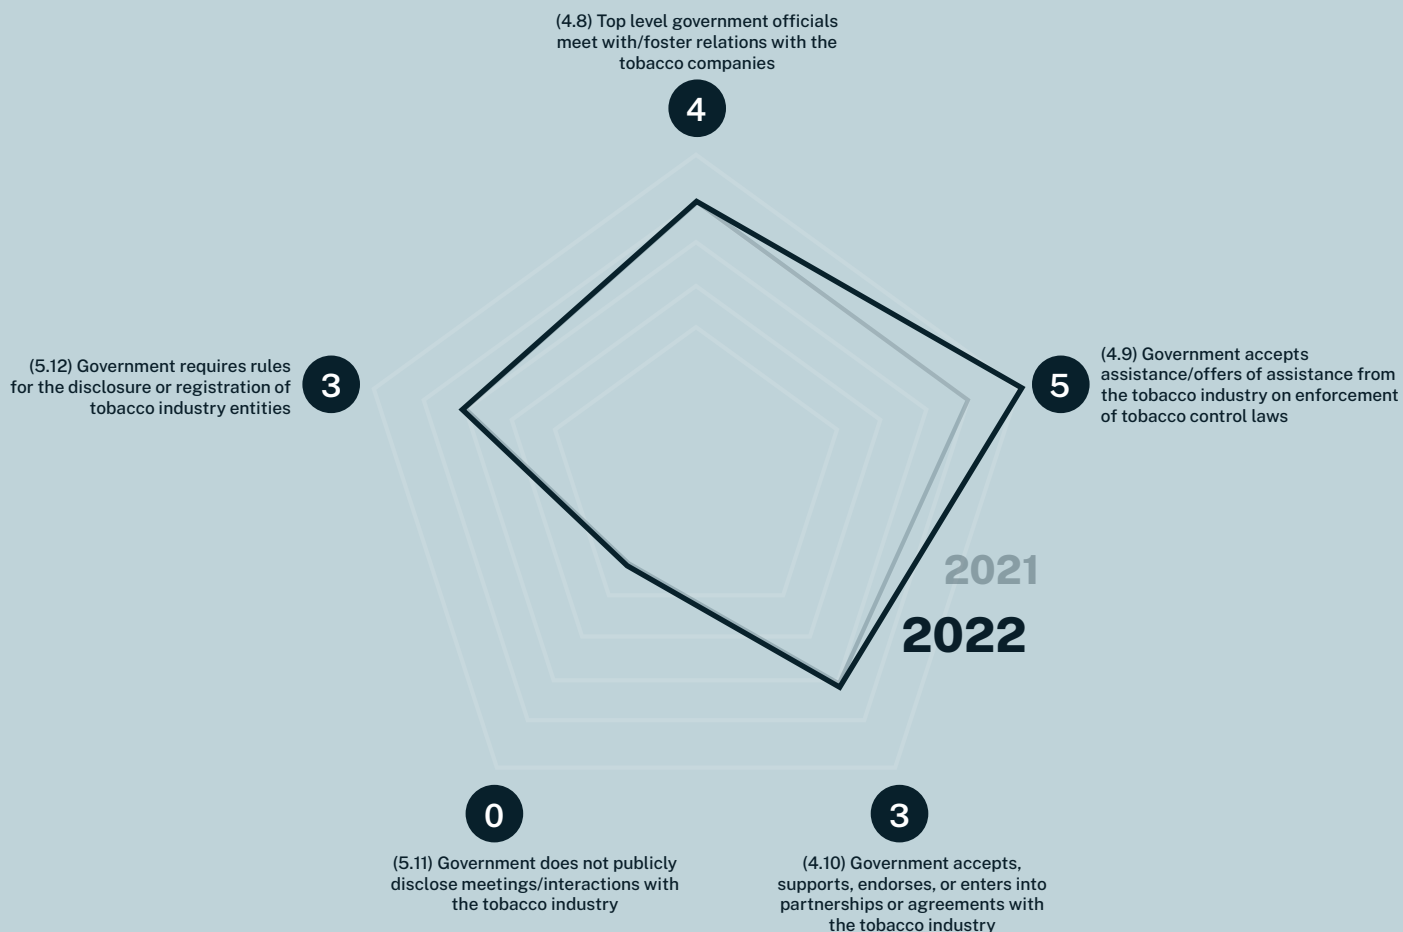 (4.8) Top level government officials
meet with/foster relations with the
tobacco companies
4
(5.12) Government requires rules
for the disclosure or registration of
tobacco industry entities
3
5
(4.9) Government accepts
assistance/offers of assistance from
the tobacco industry on enforcement
of tobacco control laws
2021
2022
0
(5.11) Government does not publicly
disclose meetings/interactions with
the tobacco industry
3
(4.10) Government accepts,
supports, endorses, or enters into
partnerships or agreements with
the tobacco industry